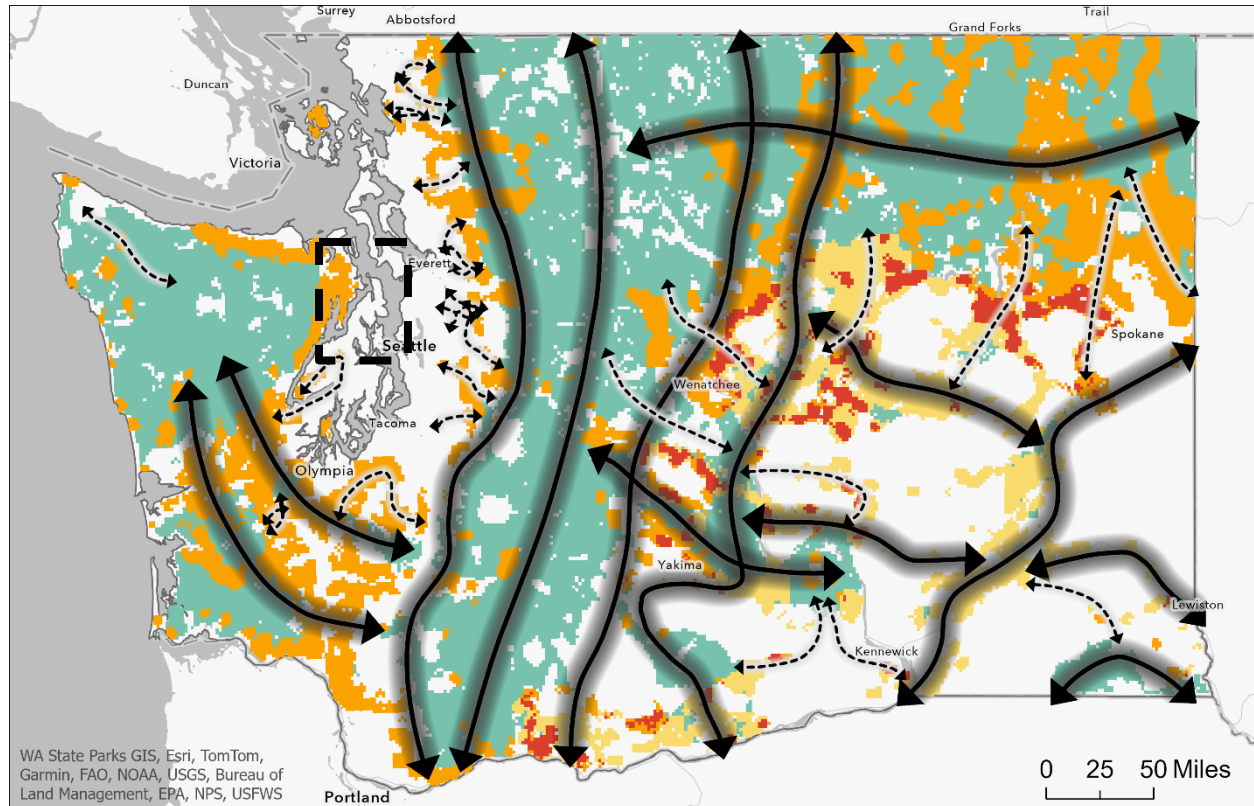 Surrey
Abbotsford
Trail
Grand Forks
Duncan
Victoria
Everett
Seattle
Spokane
Wenatchee
Tacoma
Olympia
Yakima
Lewiston
Kennewick
WA State Parks GIS, Esri, TomTom,
Garmin, FAO, NOAA, USGS, Bureau of
Land Management, EPA, NPS, USFWS
Portland
0 25 50 Miles